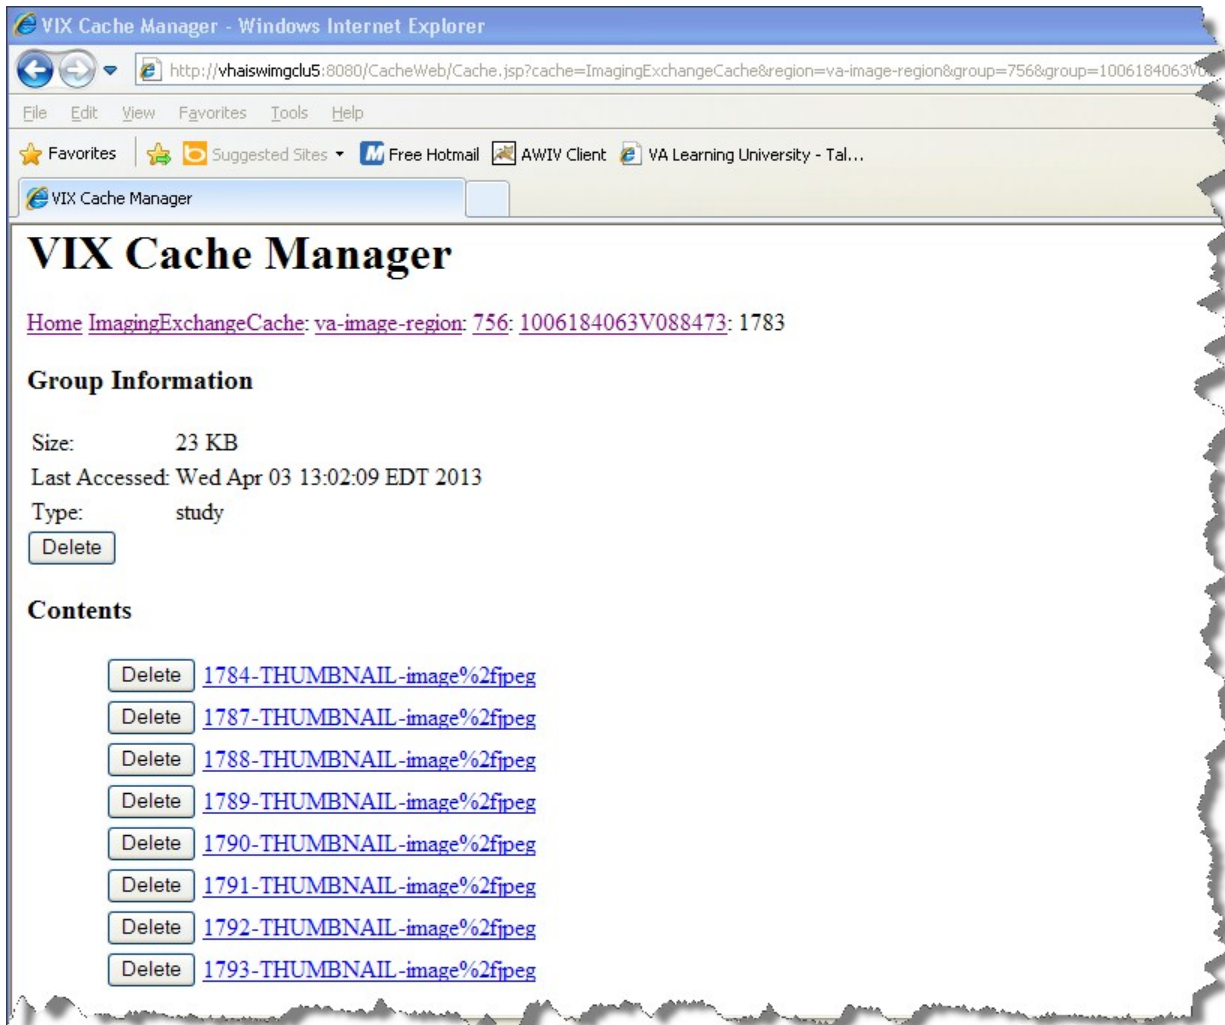 VIX Cache Manager - Windows Internet Explorer
http://vhaiswimgclu5:8080/CacheWeb/Cache.jsp?cache=ImagingExchangeCache&region=va-image-region&group=756&group=1006184063V0
File Edit View Favorites Tools Help
Favorites Suggested Sites Free Hotmail AWIV Client VA Learning University - Tal...
VIX Cache Manager
VIX Cache Manager
Home ImagingExchangeCache: va-image-region: 756: 1006184063V088473: 1783
Group Information
Size: 23 KB
Last Accessed: Wed Apr 03 13:02:09 EDT 2013
Type: study
Delete
Contents
Delete 1784-THUMBNAIL-image%2fjpeg
Delete 1787-THUMBNAIL-image%2fjpeg
Delete 1788-THUMBNAIL-image%2fjpeg
Delete 1789-THUMBNAIL-image%2fjpeg
Delete 1790-THUMBNAIL-image%2fjpeg
Delete 1791-THUMBNAIL-image%2fjpeg
Delete 1792-THUMBNAIL-image%2fjpeg
Delete 1793-THUMBNAIL-image%2fjpeg